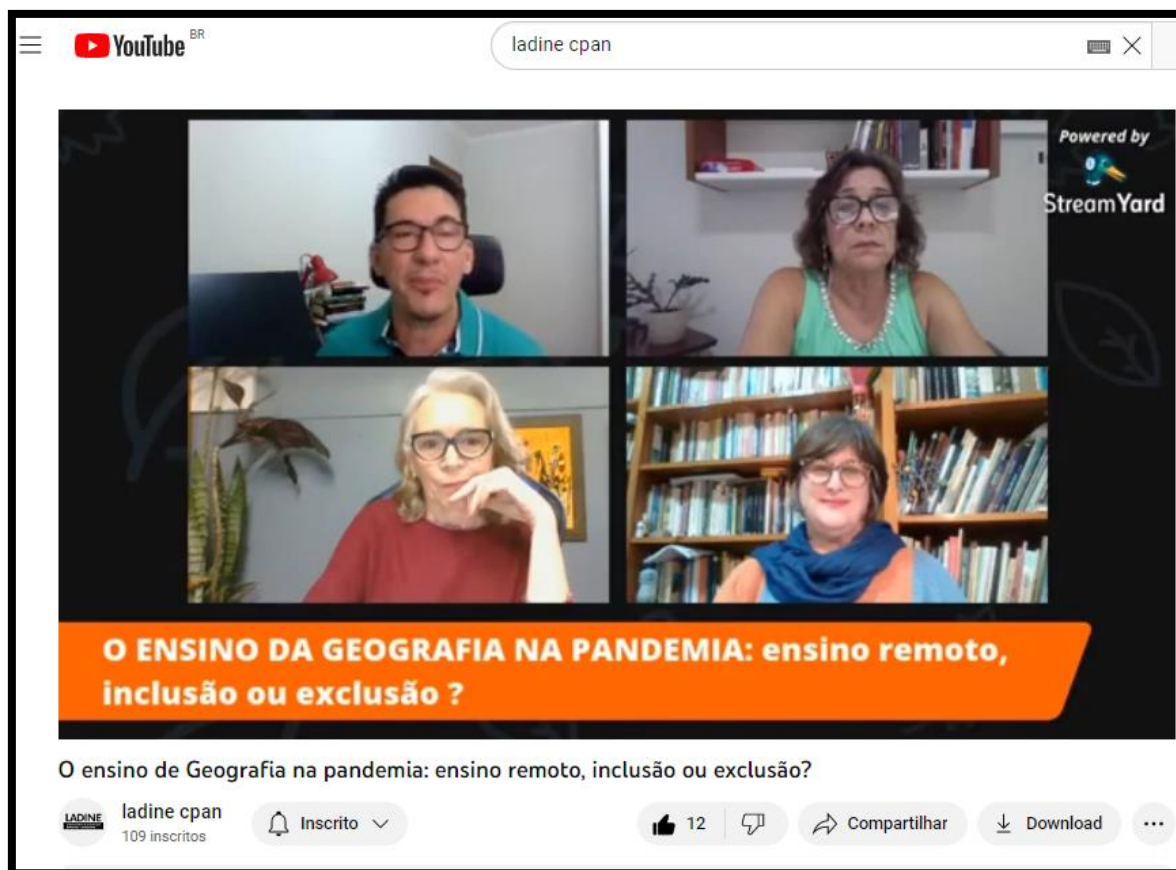 YouTube BR
ladine cpan
Powered by
StreamYard
O ENSINO DA GEOGRAFIA NA PANDEMIA: ensino remoto,
inclusão ou exclusão ?
O ensino de Geografia na pandemia: ensino remoto, inclusão ou exclusão?
LADINE
ladine cpan
109 inscritos
Inscrito
12
Compartilhar
Download